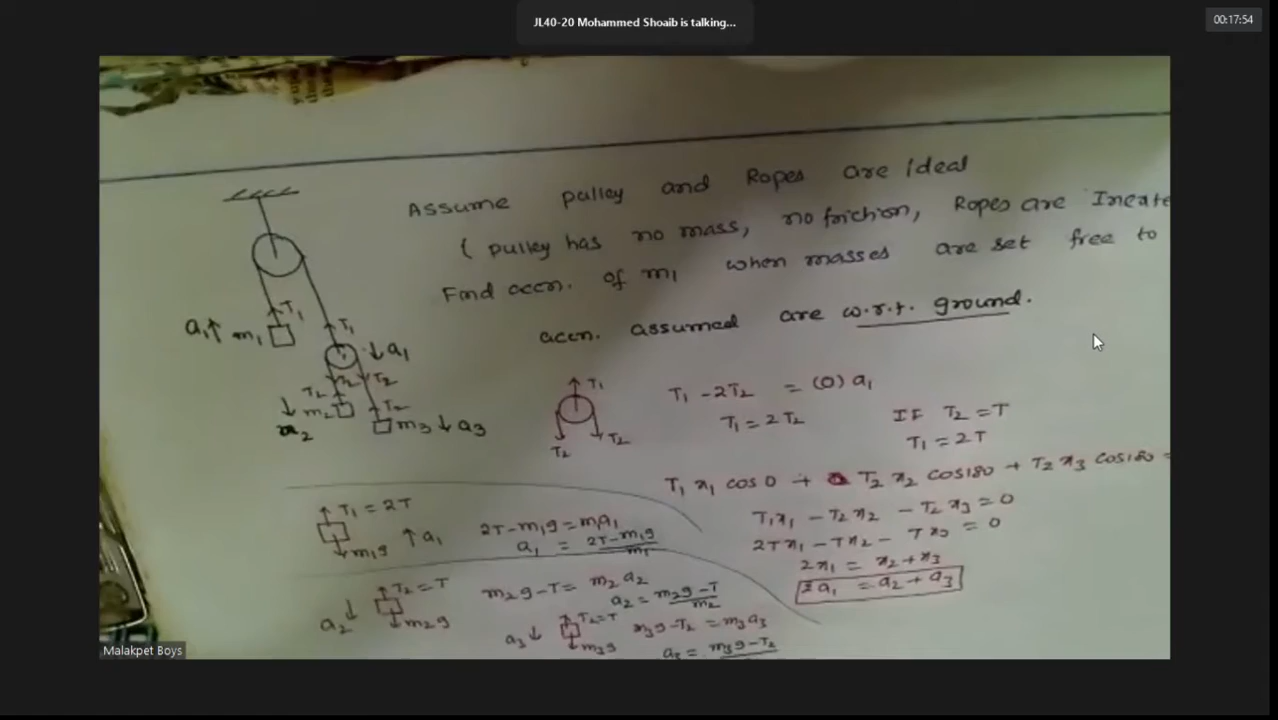 JL40-20 Mohammed Shoaib is talking...
00:17:54
Assume pulley and Ropes are ideal
( pulley has no mass, no friction, Ropes are Inexte
Find accn. of m₁ when masses are set free to
accn. assumed are w.r.t. ground.
T₁
a₁↑ m₁
T₁
↓ a₁
T₂ T₂
T₂ T₂
↓ m₂
a₂
m₃ ↓ a₃
T₁
T₂ T₂
T₁ - 2T₂ = (0) a₁
T₁ = 2T₂
IF T₂ = T
T₁ = 2T
T₁ x₁ cos0 + T₂ x₂ cos180 + T₂ x₃ cos180 =
T₁x₁ - T₂x₂ - T₂x₃ = 0
2Tx₁ - Tx₂ - Tx₃ = 0
2x₁ = x₂ + x₃
2a₁ = a₂ + a₃
T₁ = 2T
m₁g ↑ a₁
2T - m₁g = m₁a₁
a₁ = 2T - m₁g / m₁
T₂ = T
a₂ ↓ m₂g
m₂g - T = m₂a₂
a₂ = m₂g - T / m₂
T₂ = T
a₃ ↓ m₃g
m₃g - T₂ = m₃a₃
a₃ = m₃g - T₂
Malakpet Boys